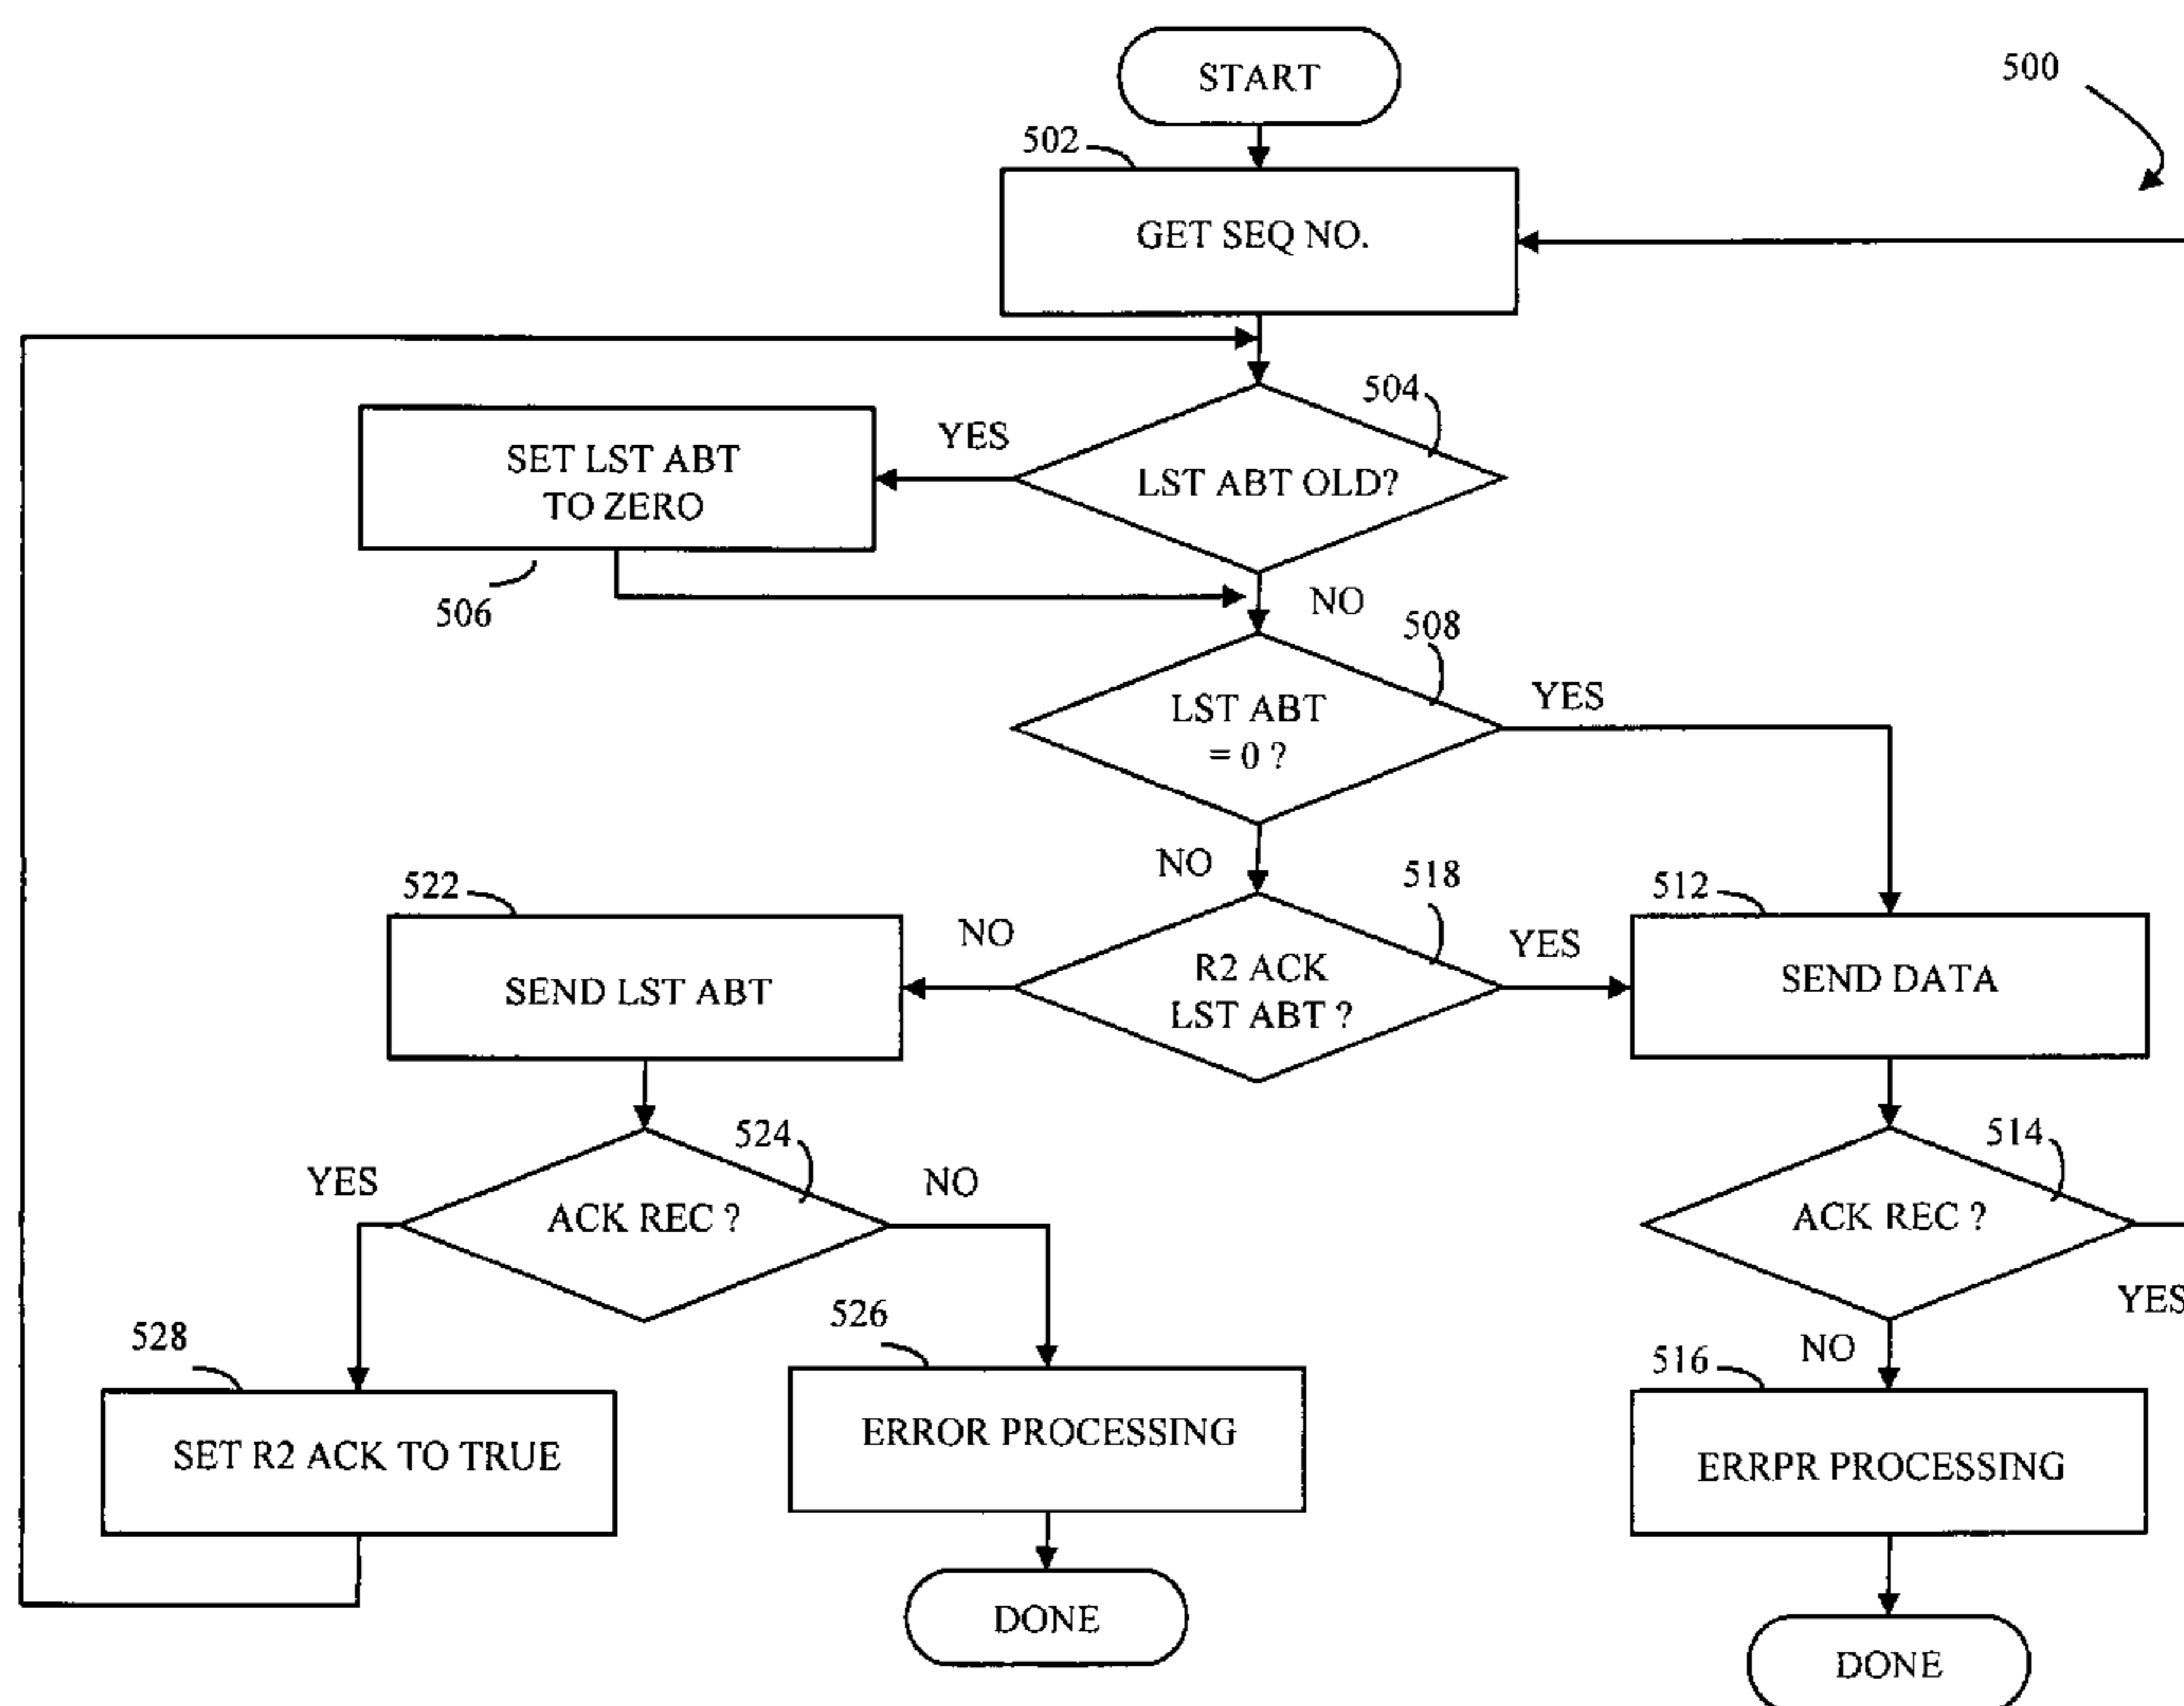 START
500
502
GET SEQ NO.
504
YES
SET LST ABT
TO ZERO
LST ABT OLD?
506
NO
508
LST ABT
= 0 ?
YES
NO
522
518
512
NO
YES
SEND LST ABT
R2 ACK
LST ABT ?
SEND DATA
524
514
YES
NO
ACK REC ?
ACK REC ?
YES
528
526
NO
516
SET R2 ACK TO TRUE
ERROR PROCESSING
ERRPR PROCESSING
DONE
DONE